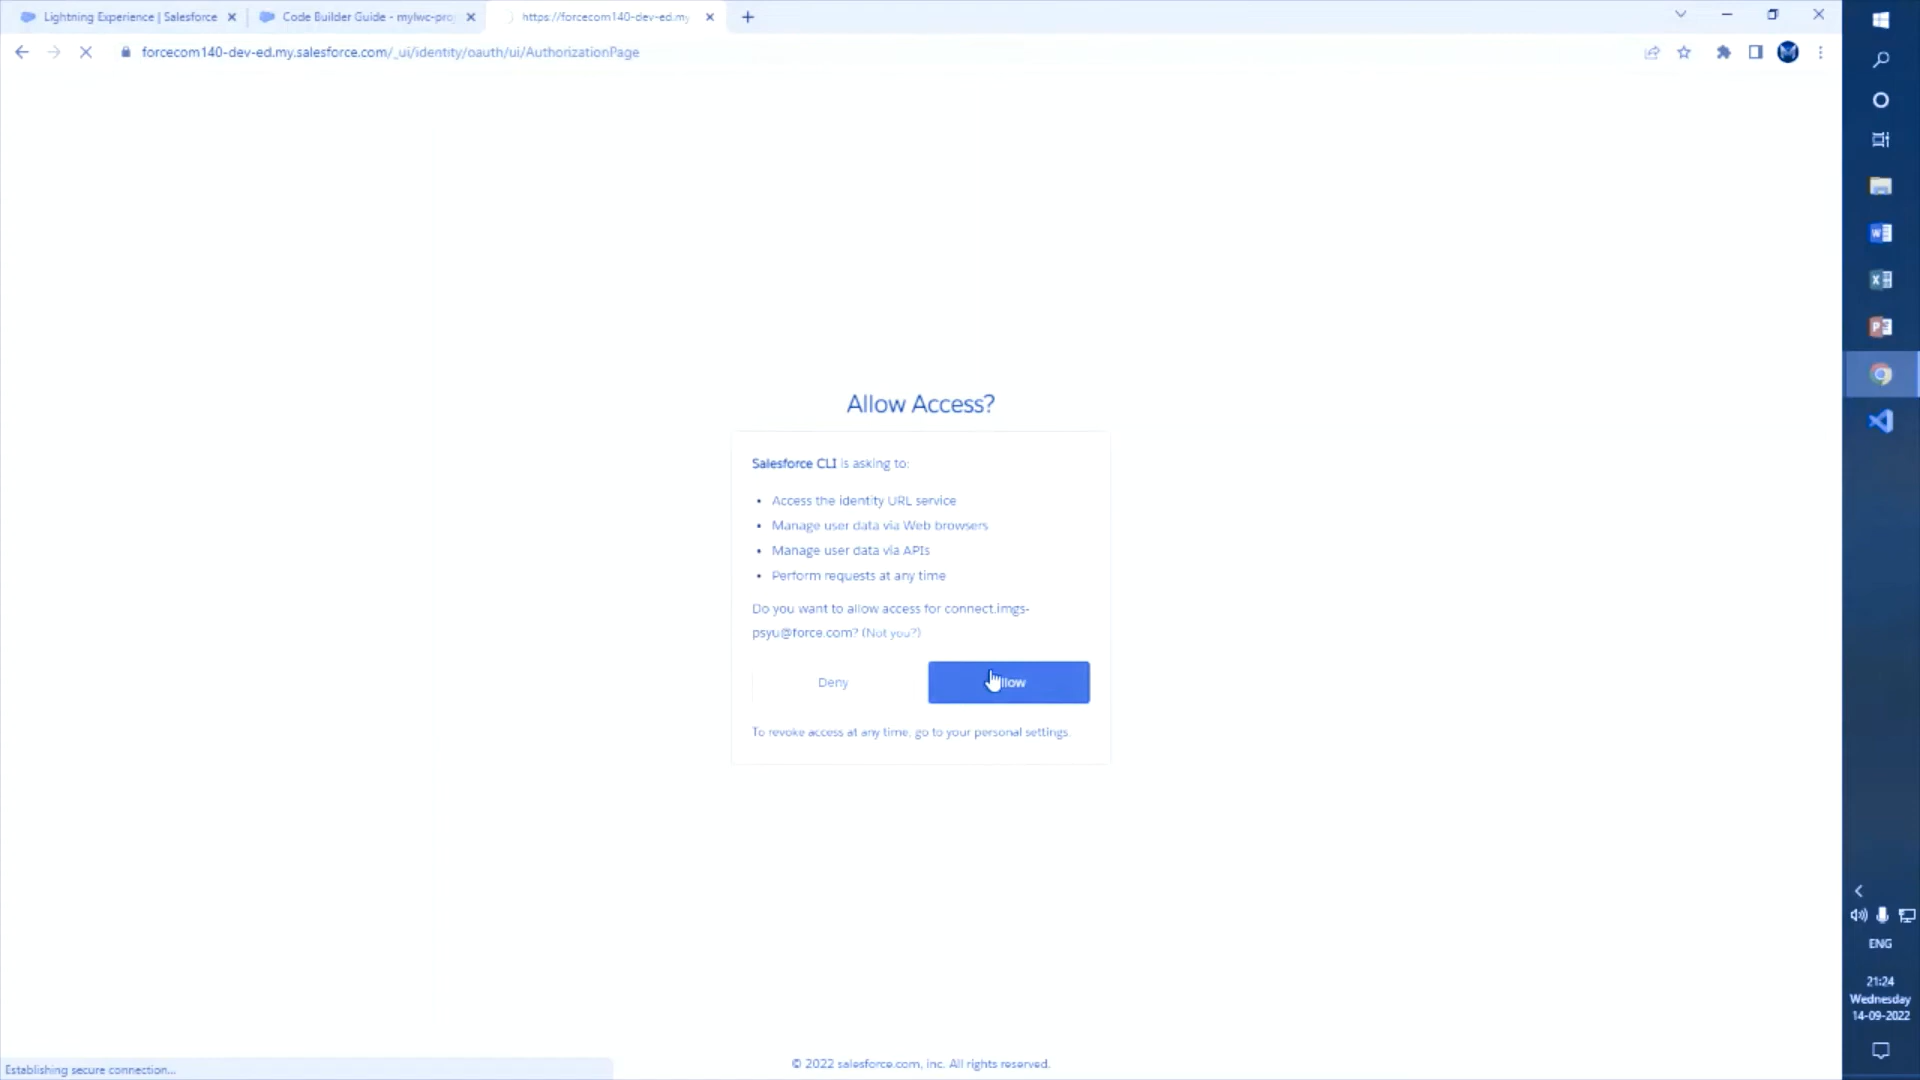 Lightning Experience | Salesforce
Code Builder Guide - mylwc-pro
https://forcecom140-dev-ed.my
forcecom140-dev-ed.my.salesforce.com/_ui/identity/oauth/ui/AuthorizationPage
Allow Access?
Salesforce CLI is asking to:
• Access the identity URL service
• Manage user data via Web browsers
• Manage user data via APIs
• Perform requests at any time
Do you want to allow access for connect.imgs-
psyu@force.com? (Not you?)
Deny
llow
To revoke access at any time, go to your personal settings.
ENG
21:24
Wednesday
14-09-2022
© 2022 salesforce.com, inc. All rights reserved.
Establishing secure connection...